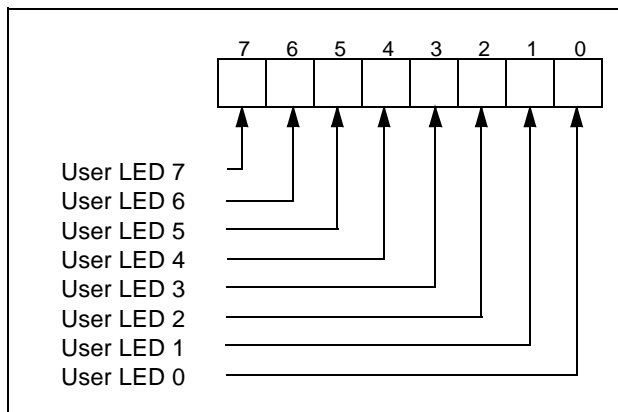 7 6 5 4 3 2 1 0
User LED 7
User LED 6
User LED 5
User LED 4
User LED 3
User LED 2
User LED 1
User LED 0